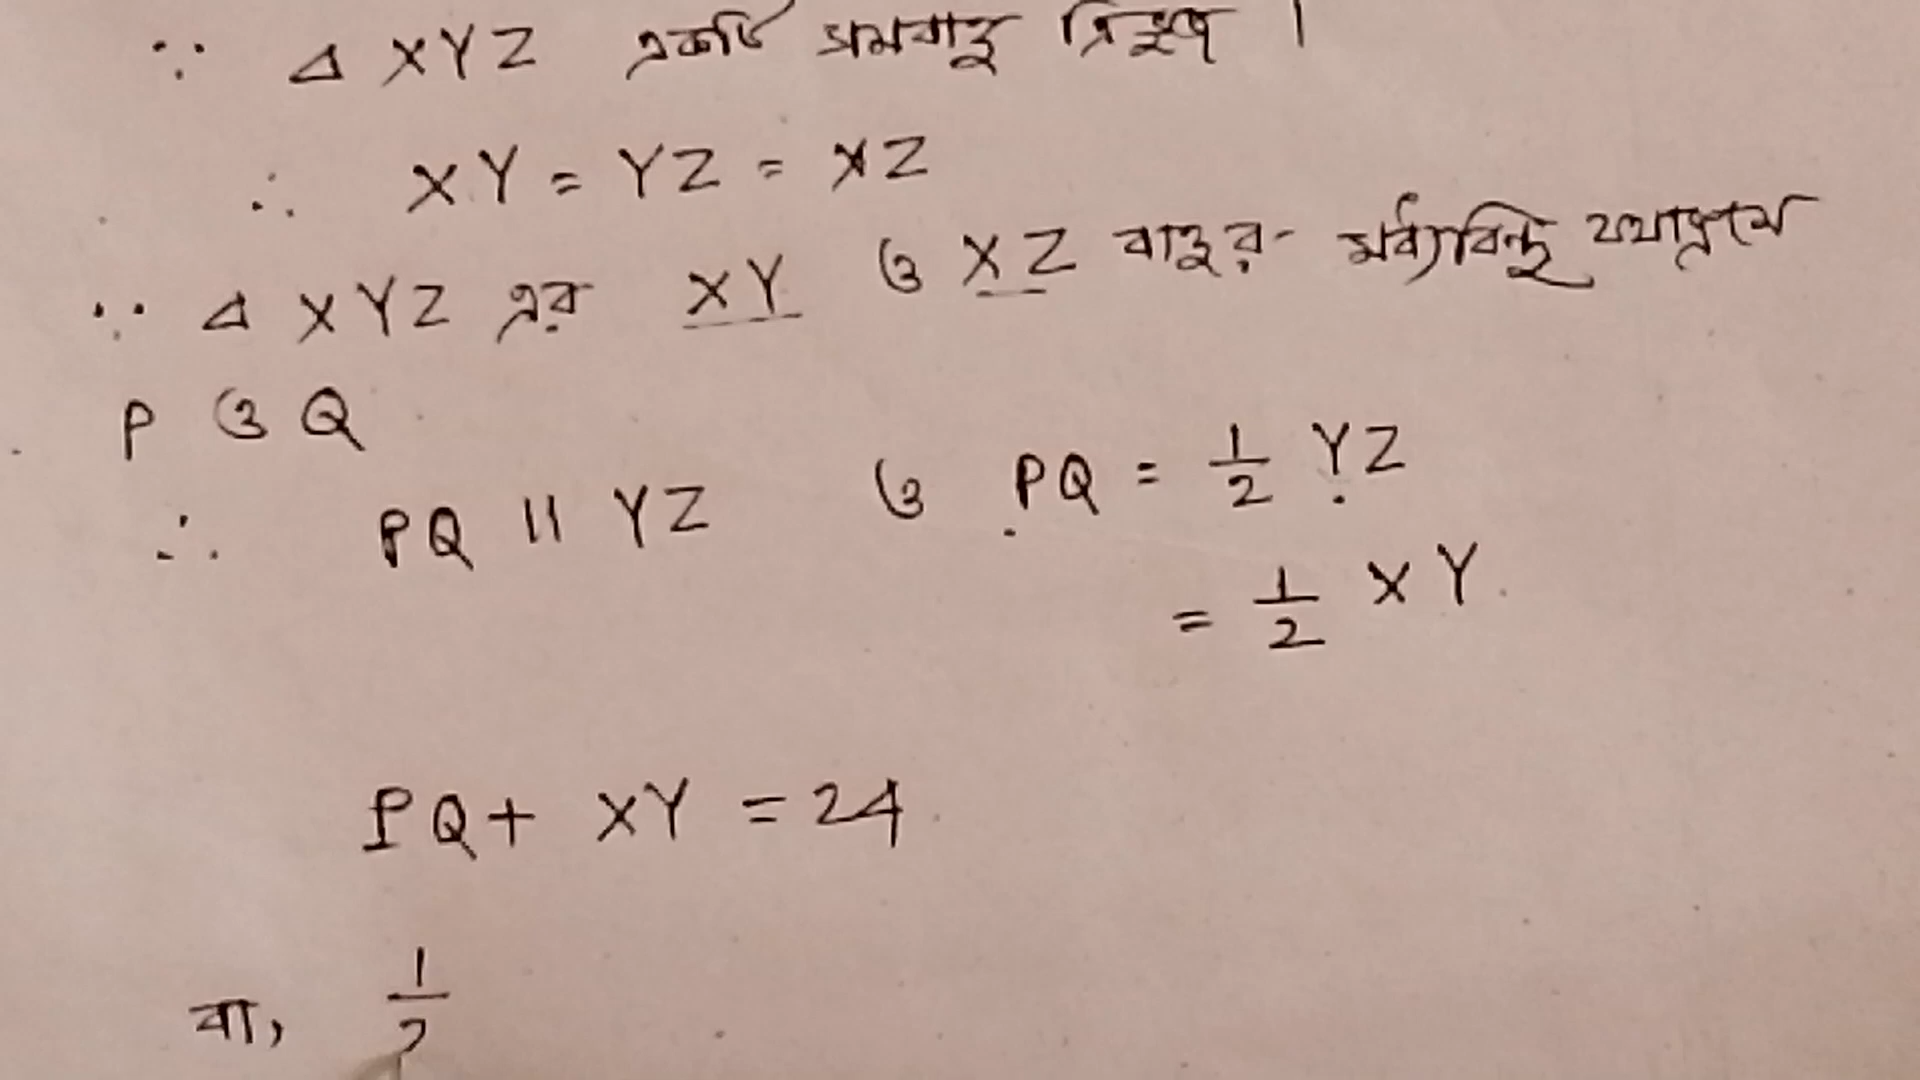 ∵ Δ XYZ একটি সমবাহু ত্রিভুজ ।
∴ XY = YZ = XZ
∵ Δ XYZ এর XY ও XZ বাহুর মধ্যবিন্দু যথাক্রমে
P ও Q
∴ PQ || YZ ও PQ = 1/2 YZ
= 1/2 XY
PQ + XY = 24
বা, 1/2